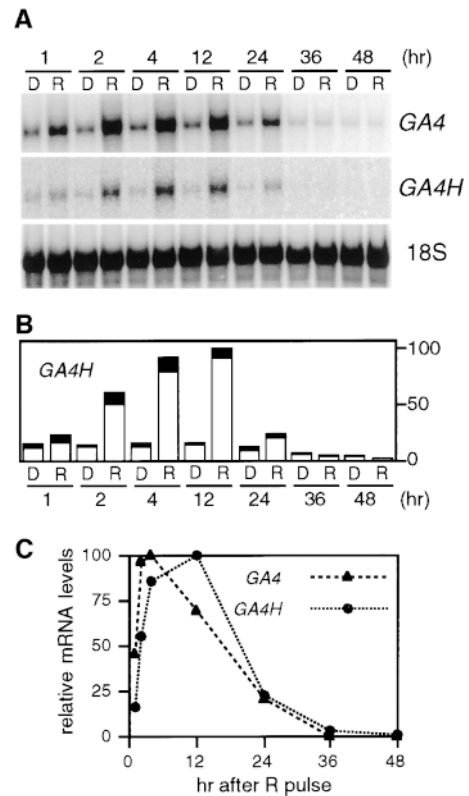 A
1 2 4 12 24 36 48 (hr)
D R D R D R D R D R D R D R
GA4
GA4H
18S
B
GA4H
100
50
0
D R D R D R D R D R D R D R
1 2 4 12 24 36 48 (hr)
C
relative mRNA levels
100
75
50
25
0
GA4
GA4H
0 12 24 36 48
hr after R pulse